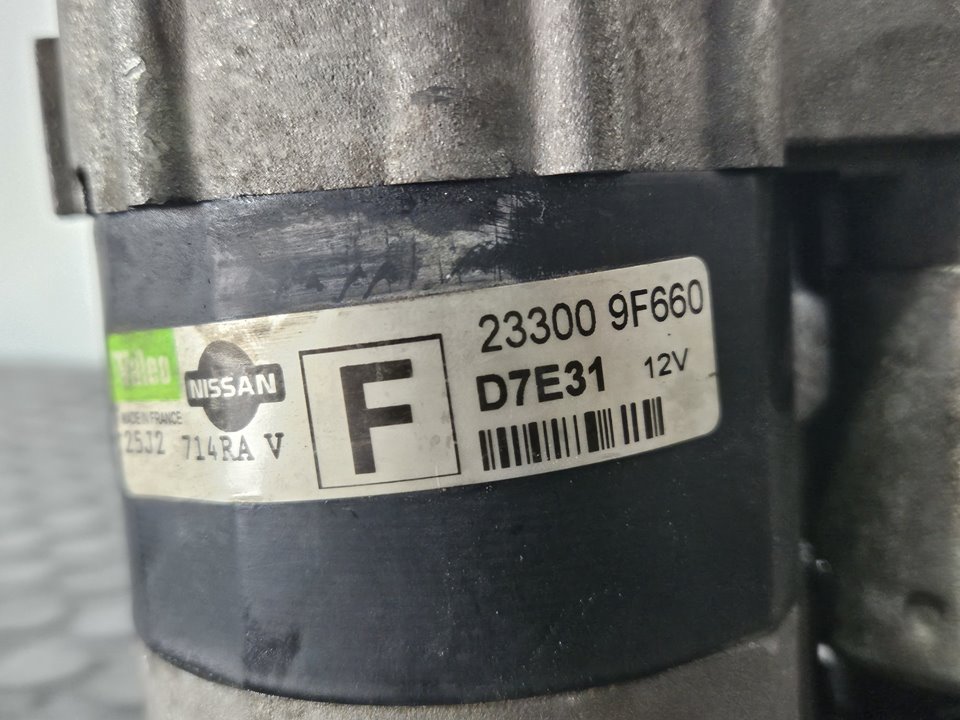 Valeo
NISSAN
MADE IN FRANCE
25J2 714RA V
F
23300 9F660
D7E31 12V